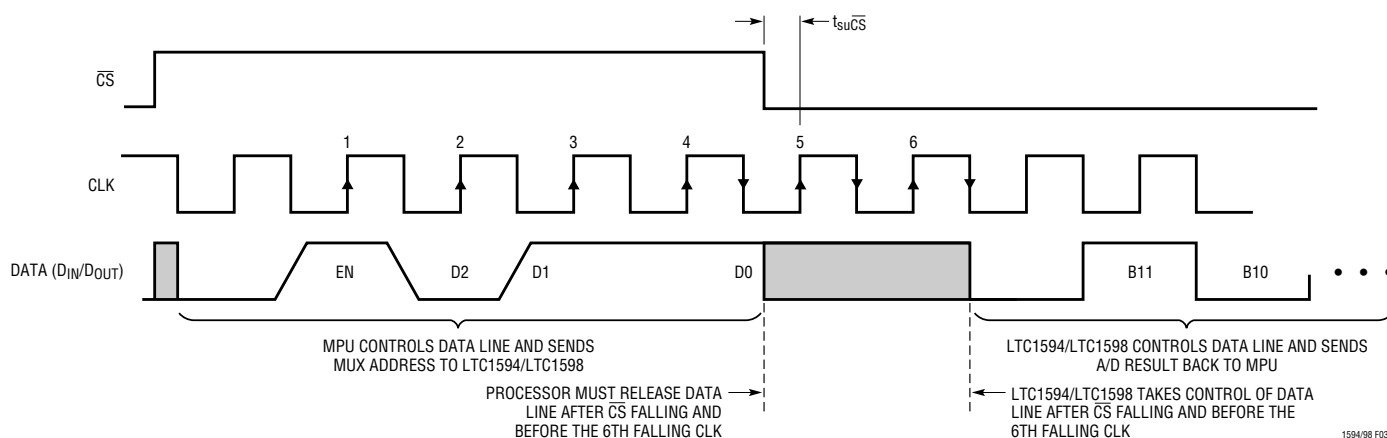 tsuCS
CS
1 2 3 4 5 6
CLK
DATA (DIN/DOUT)
EN D2 D1 D0 B11 B10 • • •
MPU CONTROLS DATA LINE AND SENDS
MUX ADDRESS TO LTC1594/LTC1598
LTC1594/LTC1598 CONTROLS DATA LINE AND SENDS
A/D RESULT BACK TO MPU
PROCESSOR MUST RELEASE DATA
LINE AFTER CS FALLING AND
BEFORE THE 6TH FALLING CLK
LTC1594/LTC1598 TAKES CONTROL OF DATA
LINE AFTER CS FALLING AND BEFORE THE
6TH FALLING CLK
1594/98 F03